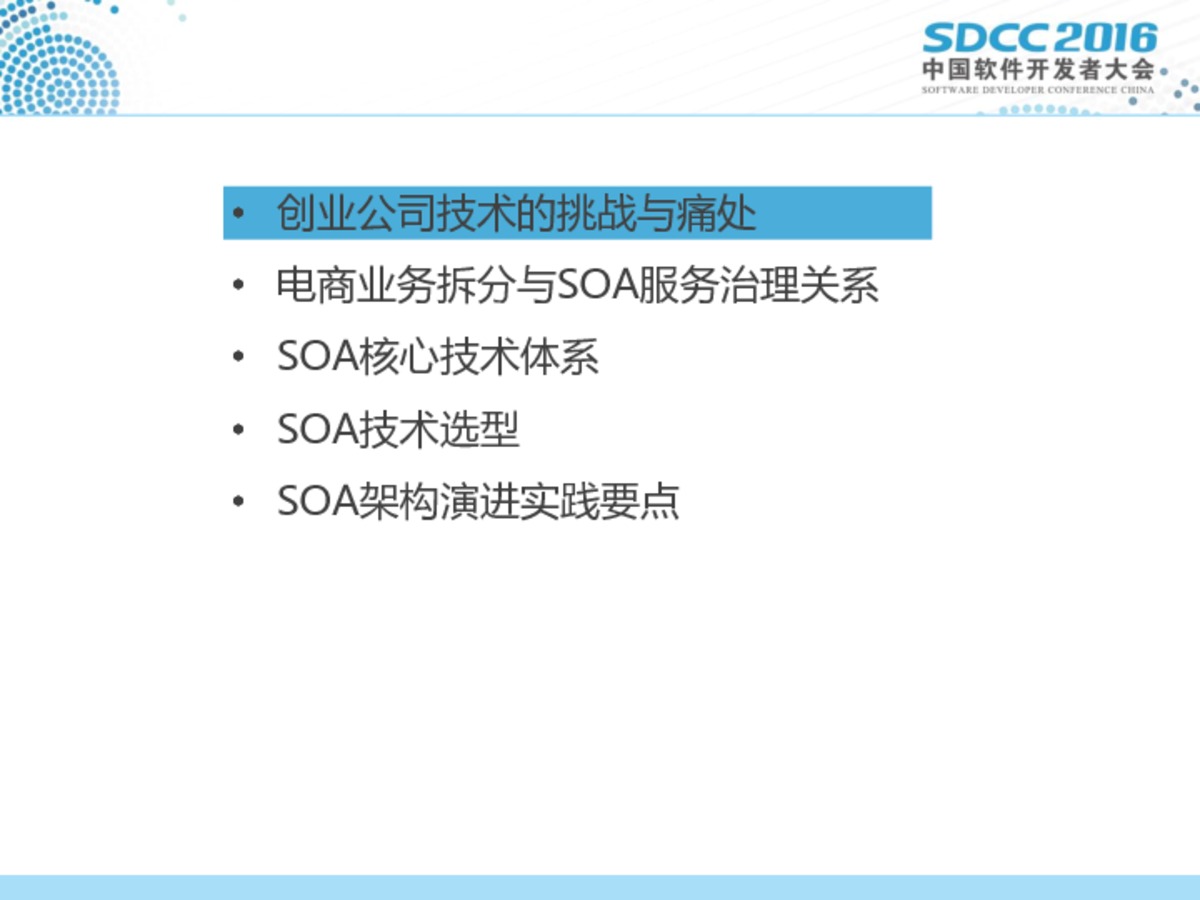 SDCC 2016
中国软件开发者大会
SOFTWARE DEVELOPER CONFERENCE CHINA
• 创业公司技术的挑战与痛处
• 电商业务拆分与SOA服务治理关系
• SOA核心技术体系
• SOA技术选型
• SOA架构演进实践要点